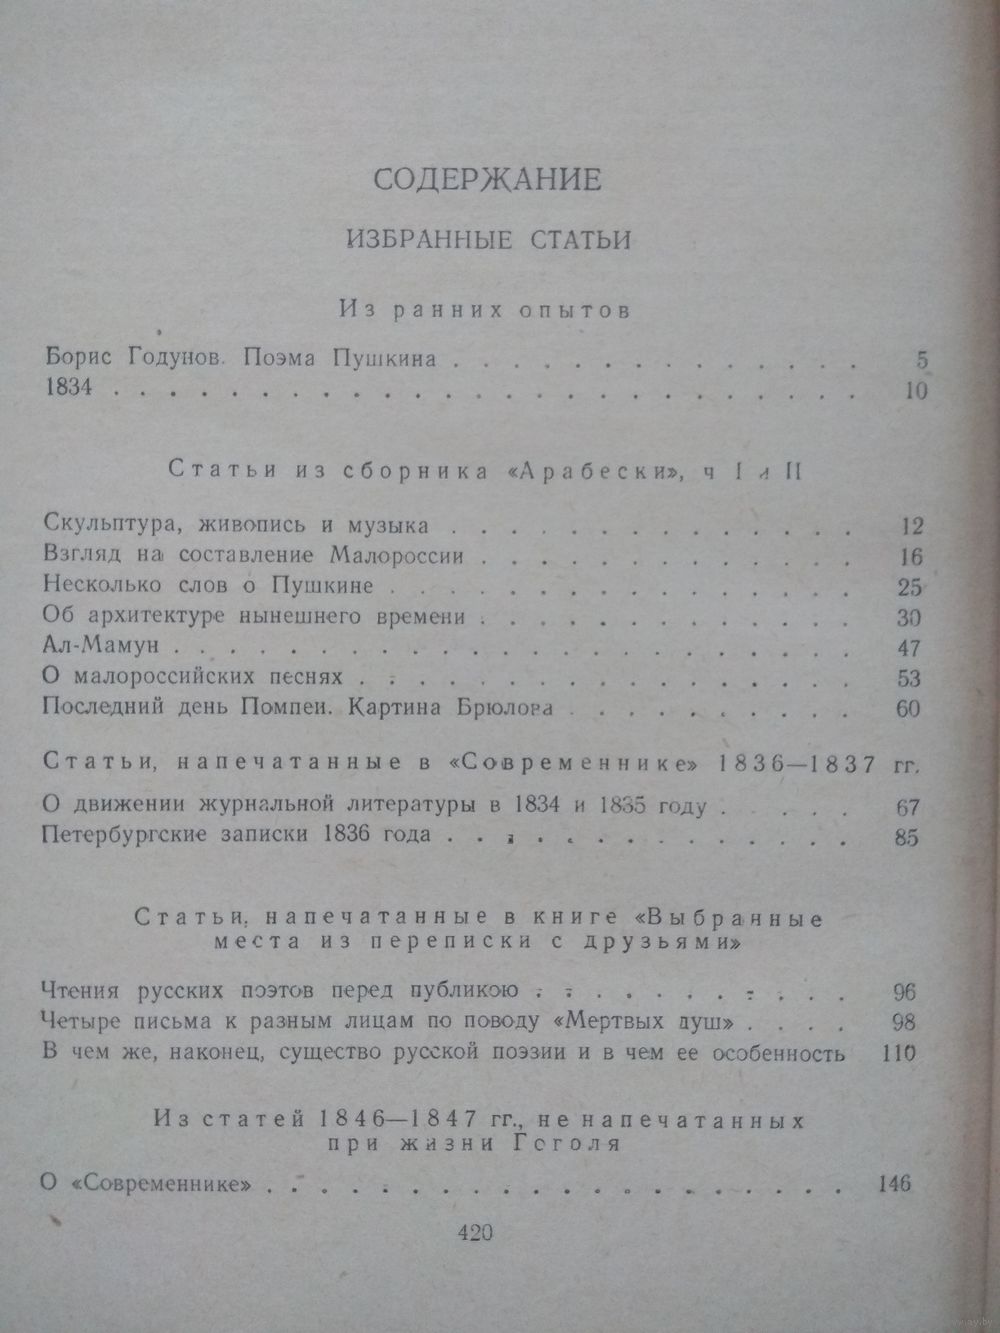 СОДЕРЖАНИЕ
ИЗБРАННЫЕ СТАТЬИ
Из ранних опытов
Борис Годунов. Поэма Пушкина . . . . . . . . . . . . . . 5
1834 . . . . . . . . . . . . . . . . . . . . . . . . . 10
Статьи из сборника «Арабески», ч I и II
Скульптура, живопись и музыка . . . . . . . . . . . . . . 12
Взгляд на составление Малороссии . . . . . . . . . . . . . 16
Несколько слов о Пушкине . . . . . . . . . . . . . . . . 25
Об архитектуре нынешнего времени . . . . . . . . . . . . . 30
Ал-Мамун . . . . . . . . . . . . . . . . . . . . . . . 47
О малороссийских песнях . . . . . . . . . . . . . . . . . 53
Последний день Помпеи. Картина Брюлова . . . . . . . . . . 60
Статьи, напечатанные в «Современнике» 1836—1837 гг.
О движении журнальной литературы в 1834 и 1835 году . . . . . 67
Петербургские записки 1836 года . . . . . . . . . . . . . . 85
Статьи, напечатанные в книге «Выбранные
места из переписки с друзьями»
Чтения русских поэтов перед публикою . . . . . . . . . . . 96
Четыре письма к разным лицам по поводу «Мертвых душ» . . . . 98
В чем же, наконец, существо русской поэзии и в чем ее особенность 110
Из статей 1846—1847 гг., не напечатанных
при жизни Гоголя
О «Современнике» . . . . . . . . . . . . . . . . . . . . 146
420